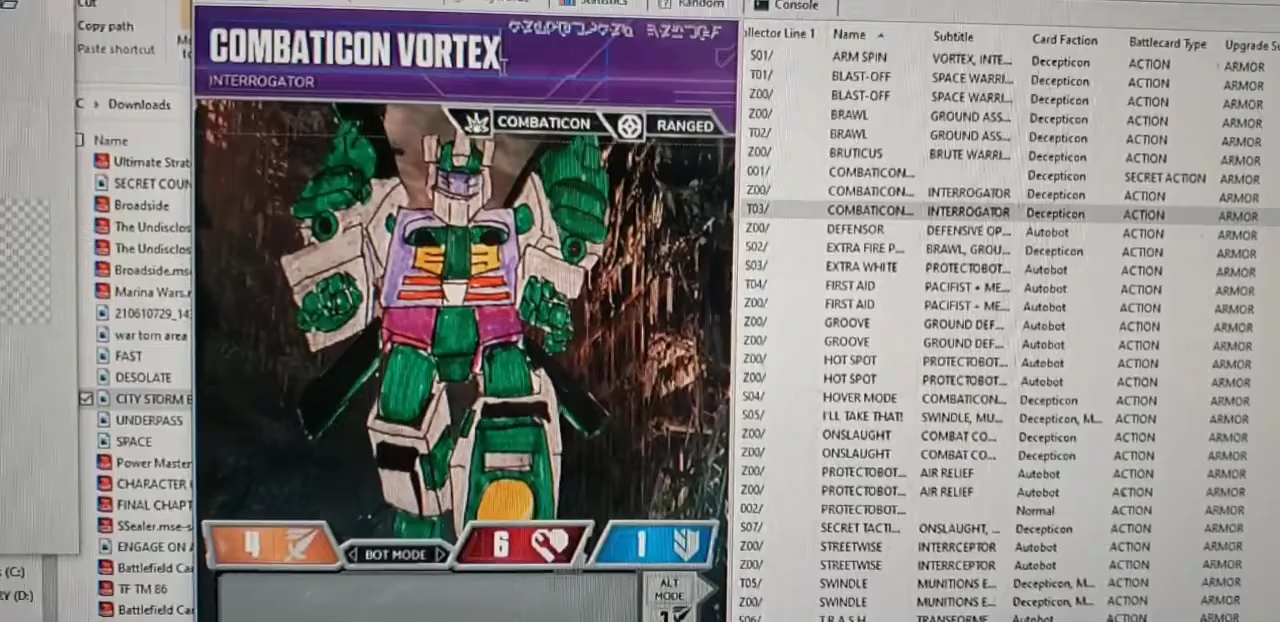 Cut
Copy path
Paste shortcut
C > Downloads
Name
Ultimate Strat
SECRET COUN
Broadside
The Undisclos
The Undisclos
Broadside.ms
Marina Wars.r
210610729_14
war torn area
FAST
DESOLATE
CITY STORM B
UNDERPASS
SPACE
Power Master
CHARACTER
FINAL CHAPT
SSealer.mse-s
ENGAGE ON A
Battlefield Car
TF TM 86
Battlefield Car
(C:)
(D:)
COMBATICON VORTEX
INTERROGATOR
COMBATICON
RANGED
4
BOT MODE
6
1
ALT
MODE
Statistics
Random
Console
ollector Line 1 Name Subtitle Card Faction Battlecard Type Upgrade S
S01/ ARM SPIN VORTEX, INTE... Decepticon ACTION ARMOR
T01/ BLAST-OFF SPACE WARRI... Decepticon ACTION ARMOR
Z00/ BLAST-OFF SPACE WARRI... Decepticon ACTION ARMOR
Z00/ BRAWL GROUND ASS... Decepticon ACTION ARMOR
T02/ BRAWL GROUND ASS... Decepticon ACTION ARMOR
Z00/ BRUTICUS BRUTE WARRI... Decepticon ACTION ARMOR
001/ COMBATICON... Decepticon SECRET ACTION ARMOR
Z00/ COMBATICON... INTERROGATOR Decepticon ACTION ARMOR
T03/ COMBATICON... INTERROGATOR Decepticon ACTION ARMOR
Z00/ DEFENSOR DEFENSIVE OP... Autobot ACTION ARMOR
S02/ EXTRA FIRE P... BRAWL, GROU... Decepticon ACTION ARMOR
S03/ EXTRA WHITE PROTECTOBOT... Autobot ACTION ARMOR
T04/ FIRST AID PACIFIST • ME... Autobot ACTION ARMOR
Z00/ FIRST AID PACIFIST • ME... Autobot ACTION ARMOR
Z00/ GROOVE GROUND DEF... Autobot ACTION ARMOR
Z00/ GROOVE GROUND DEF... Autobot ACTION ARMOR
Z00/ HOT SPOT PROTECTOBOT... Autobot ACTION ARMOR
Z00/ HOT SPOT PROTECTOBOT... Autobot ACTION ARMOR
S04/ HOVER MODE COMBATICON... Decepticon ACTION ARMOR
S05/ I'LL TAKE THAT! SWINDLE, MU... Decepticon, M... ACTION ARMOR
Z00/ ONSLAUGHT COMBAT CO... Decepticon ACTION ARMOR
Z00/ ONSLAUGHT COMBAT CO... Decepticon ACTION ARMOR
Z00/ PROTECTOBOT... AIR RELIEF Autobot ACTION ARMOR
Z00/ PROTECTOBOT... AIR RELIEF Autobot ACTION ARMOR
002/ PROTECTOBOT... Normal ACTION ARMOR
S07/ SECRET TACTI... ONSLAUGHT, ... Decepticon ACTION ARMOR
Z00/ STREETWISE INTERRCEPTOR Autobot ACTION ARMOR
Z00/ STREETWISE INTERRCEPTOR Autobot ACTION ARMOR
T05/ SWINDLE MUNITIONS E... Decepticon, M... ACTION ARMOR
Z00/ SWINDLE MUNITIONS E... Decepticon, M... ACTION ARMOR
S06/ T.R.A.S.H TRANSFORME... Autobot ACTION ARMOR